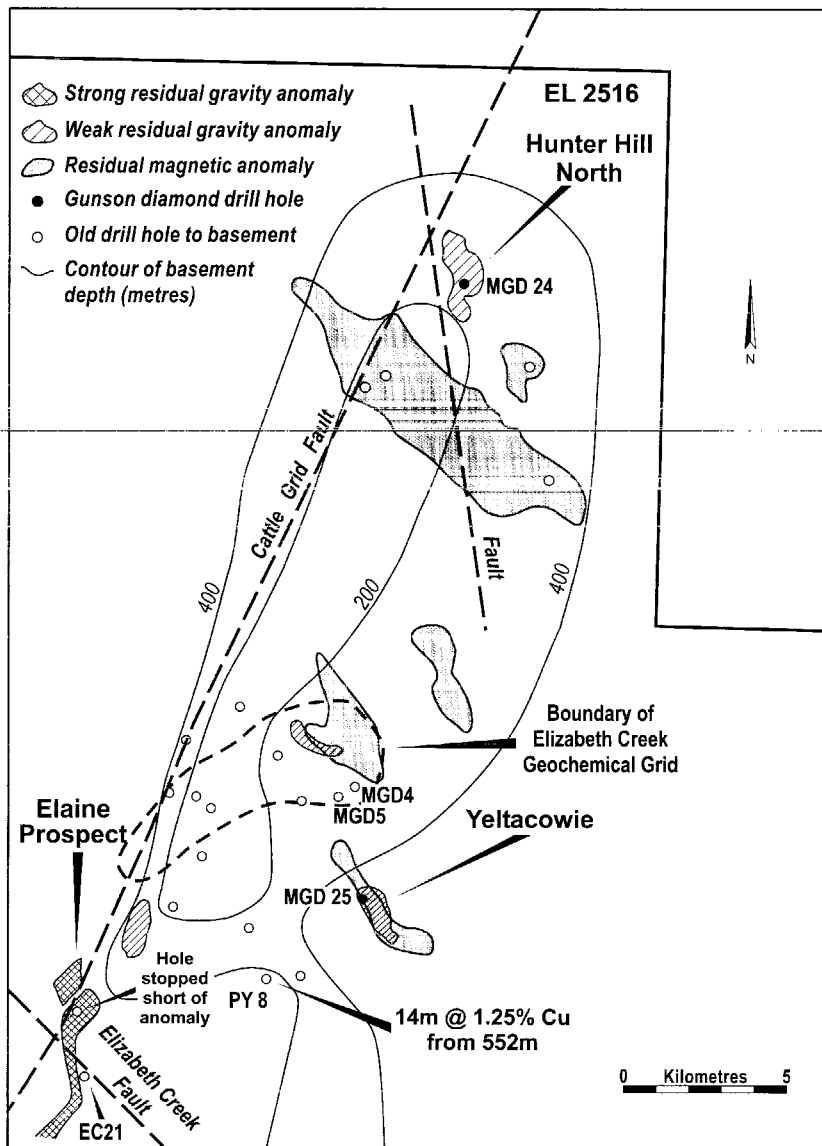 EL 2516
Strong residual gravity anomaly
Weak residual gravity anomaly
Residual magnetic anomaly
Gunson diamond drill hole
Old drill hole to basement
Contour of basement
depth (metres)
Hunter Hill
North
MGD 24
N
Cattle Grid Fault
Fault
400
200
400
Boundary of
Elizabeth Creek
Geochemical Grid
MGD4
MGD5
Elaine
Prospect
Yeltacowie
MGD 25
Hole
stopped
short of
anomaly
PY 8
14m @ 1.25% Cu
from 552m
Elizabeth Creek
Fault
EC21
0 Kilometres 5